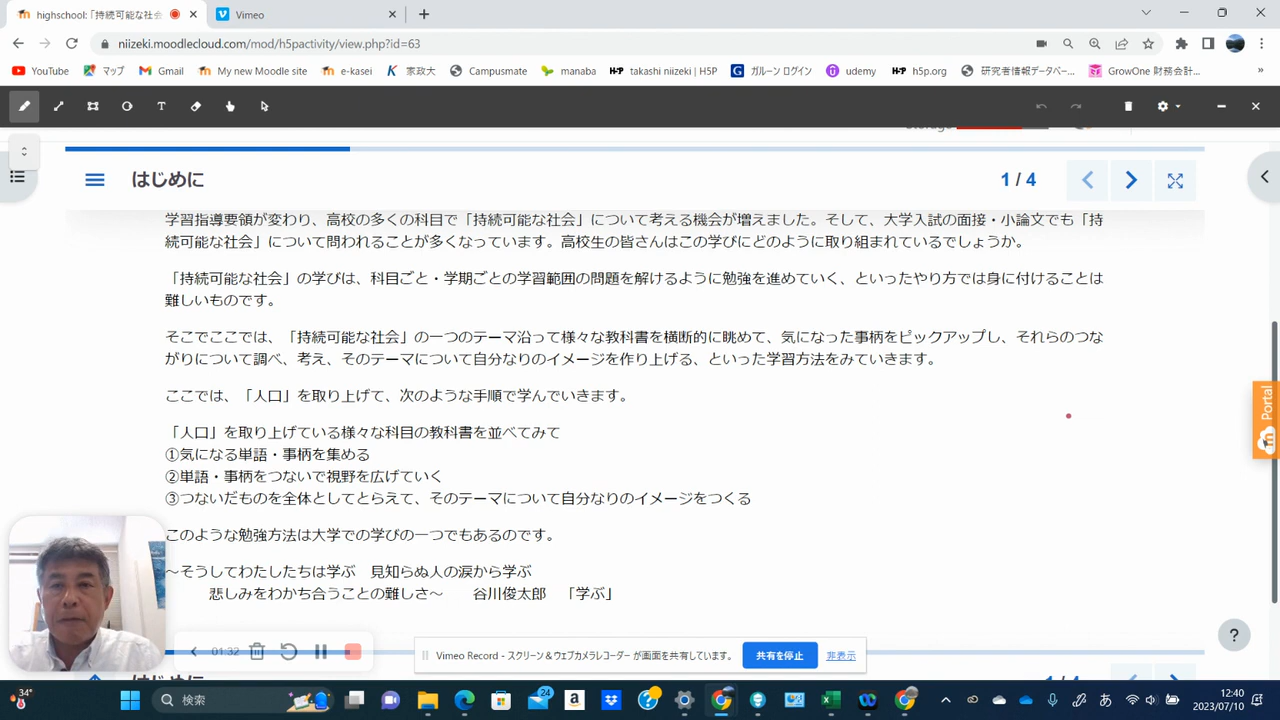 highschool: 「持続可能な社会
Vimeo
niizeki.moodlecloud.com/mod/h5pactivity/view.php?id=63
YouTube マップ Gmail My new Moodle site e-kasei 家政大 Campusmate manaba takashi niizeki | H5P ガルーン ログイン udemy h5p.org 研究者情報データベー... GrowOne 財務会計... »
はじめに
1 / 4
学習指導要領が変わり、高校の多くの科目で「持続可能な社会」について考える機会が増えました。そして、大学入試の面接・小論文でも「持
続可能な社会」について問われることが多くなっています。高校生の皆さんはこの学びにどのように取り組まれているでしょうか。
「持続可能な社会」の学びは、科目ごと・学期ごとの学習範囲の問題を解けるように勉強を進めていく、といったやり方では身に付けることは
難しいものです。
そこでここでは、「持続可能な社会」の一つのテーマ沿って様々な教科書を横断的に眺めて、気になった事柄をピックアップし、それらのつな
がりについて調べ、考え、そのテーマについて自分なりのイメージを作り上げる、といった学習方法をみていきます。
ここでは、「人口」を取り上げて、次のような手順で学んでいきます。
「人口」を取り上げている様々な科目の教科書を並べてみて
①気になる単語・事柄を集める
②単語・事柄をつないで視野を広げていく
③つないだものを全体としてとらえて、そのテーマについて自分なりのイメージをつくる
このような勉強方法は大学での学びの一つでもあるのです。
～そうしてわたしたちは学ぶ　見知らぬ人の涙から学ぶ
悲しみをわかち合うことの難しさ～　　谷川俊太郎　「学ぶ」
Portal
01:32
Vimeo Record - スクリーン＆ウェブカメラレコーダー が画面を共有しています。 共有を停止 非表示
?
34°
検索
24
あ
12:40
2023/07/10